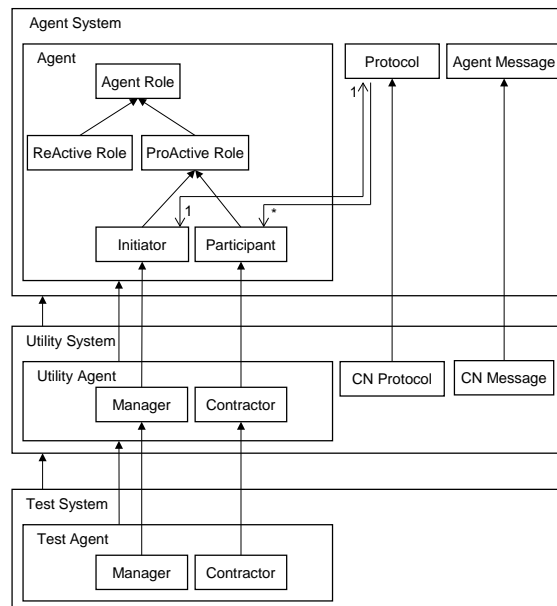 Agent System
Agent
Protocol
Agent Message
Agent Role
1
ReActive Role
ProActive Role
1
*
Initiator
Participant
Utility System
Utility Agent
CN Protocol
CN Message
Manager
Contractor
Test System
Test Agent
Manager
Contractor